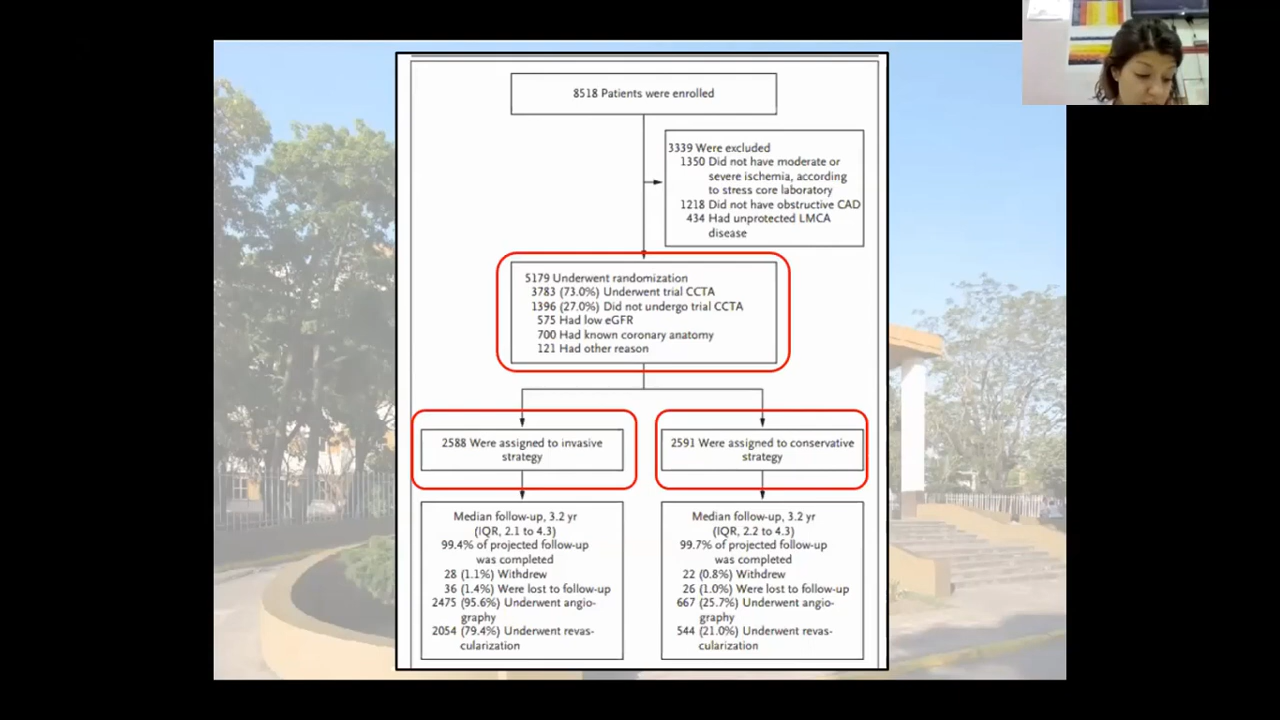 8518 Patients were enrolled
3339 Were excluded
1350 Did not have moderate or
severe ischemia, according
to stress core laboratory
1218 Did not have obstructive CAD
434 Had unprotected LMCA
disease
5179 Underwent randomization
3783 (73.0%) Underwent trial CCTA
1396 (27.0%) Did not undergo trial CCTA
575 Had low eGFR
700 Had known coronary anatomy
121 Had other reason
2588 Were assigned to invasive
strategy
2591 Were assigned to conservative
strategy
Median follow-up, 3.2 yr
(IQR, 2.1 to 4.3)
99.4% of projected follow-up
was completed
28 (1.1%) Withdrew
36 (1.4%) Were lost to follow-up
2475 (95.6%) Underwent angio-
graphy
2054 (79.4%) Underwent revas-
cularization
Median follow-up, 3.2 yr
(IQR, 2.2 to 4.3)
99.7% of projected follow-up
was completed
22 (0.8%) Withdrew
26 (1.0%) Were lost to follow-up
667 (25.7%) Underwent angio-
graphy
544 (21.0%) Underwent revas-
cularization